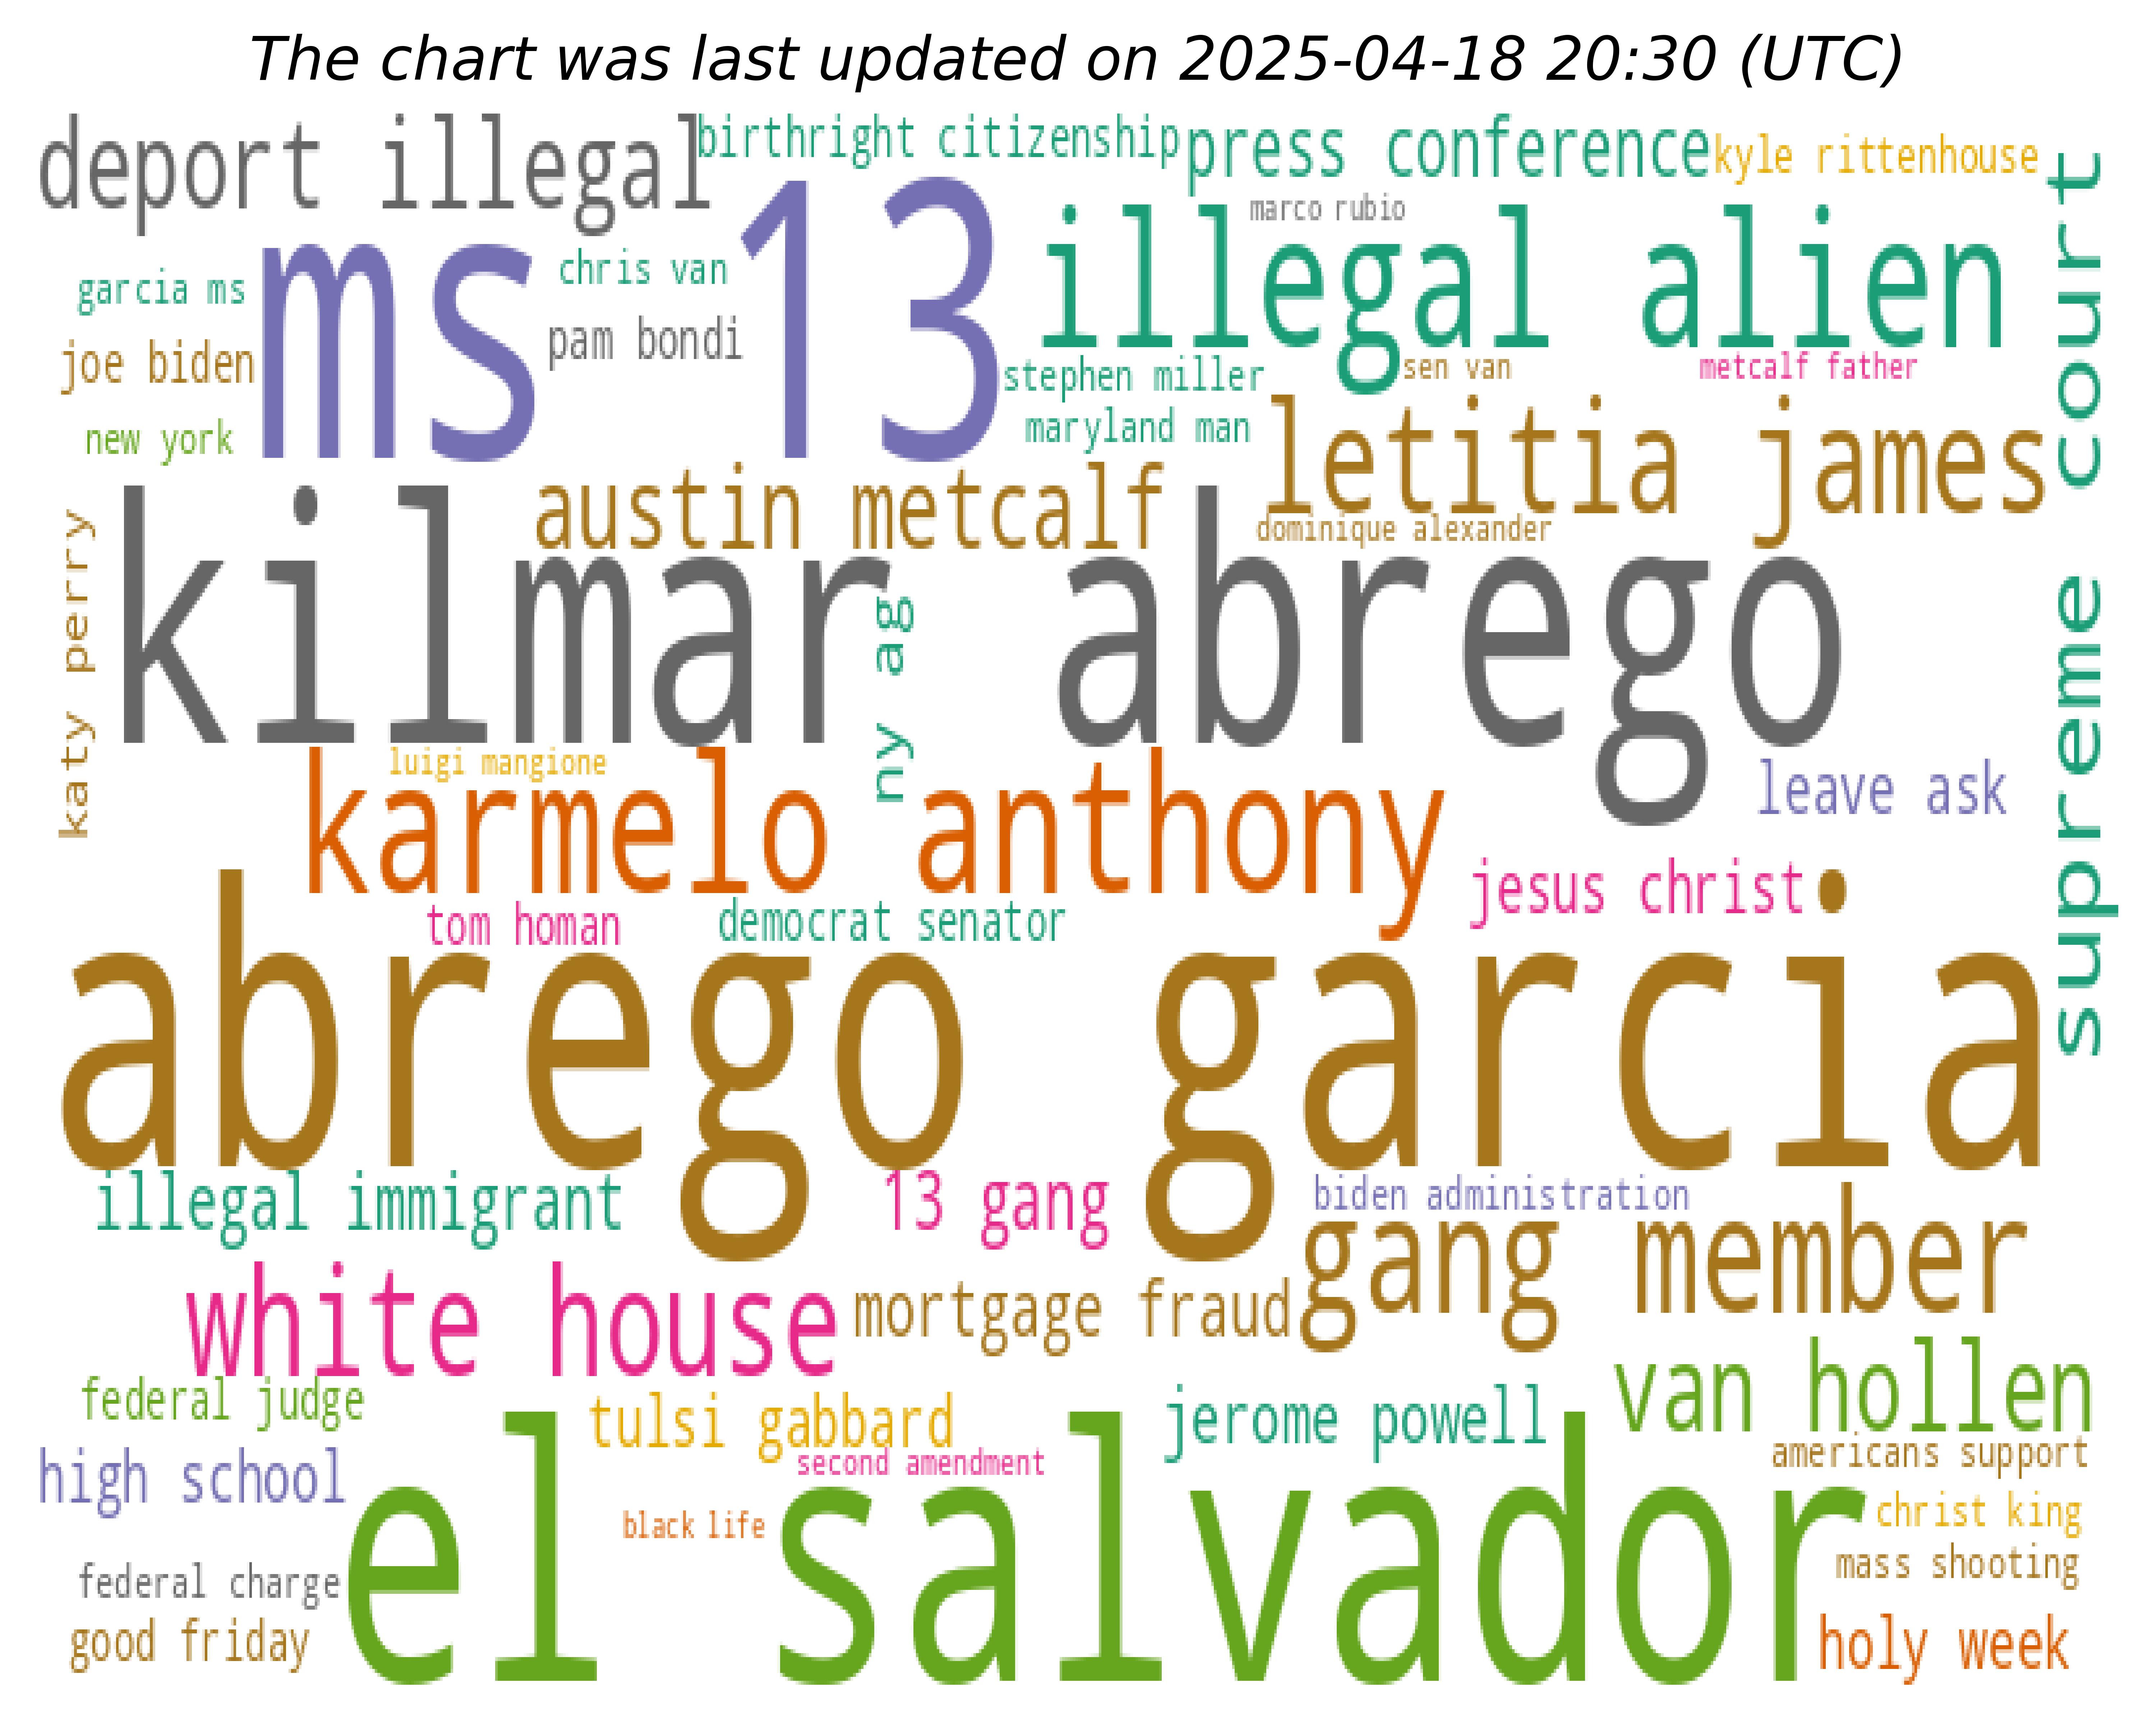 The chart was last updated on 2025-04-18 20:30 (UTC)
deport illegal
birthright citizenship
press conference
kyle rittenhouse
marco rubio
ms 13
illegal alien
supreme court
chris van
garcia ms
pam bondi
joe biden
stephen miller
sen van
metcalf father
new york
maryland man
letitia james
austin metcalf
dominique alexander
katy perry
kilmar abrego
ny ag
luigi mangione
karmelo anthony
leave ask
jesus christ
tom homan
democrat senator
abrego garcia
illegal immigrant
13 gang
biden administration
gang member
white house
mortgage fraud
van hollen
federal judge
tulsi gabbard
jerome powell
second amendment
americans support
high school
el salvador
black life
christ king
mass shooting
federal charge
good friday
holy week